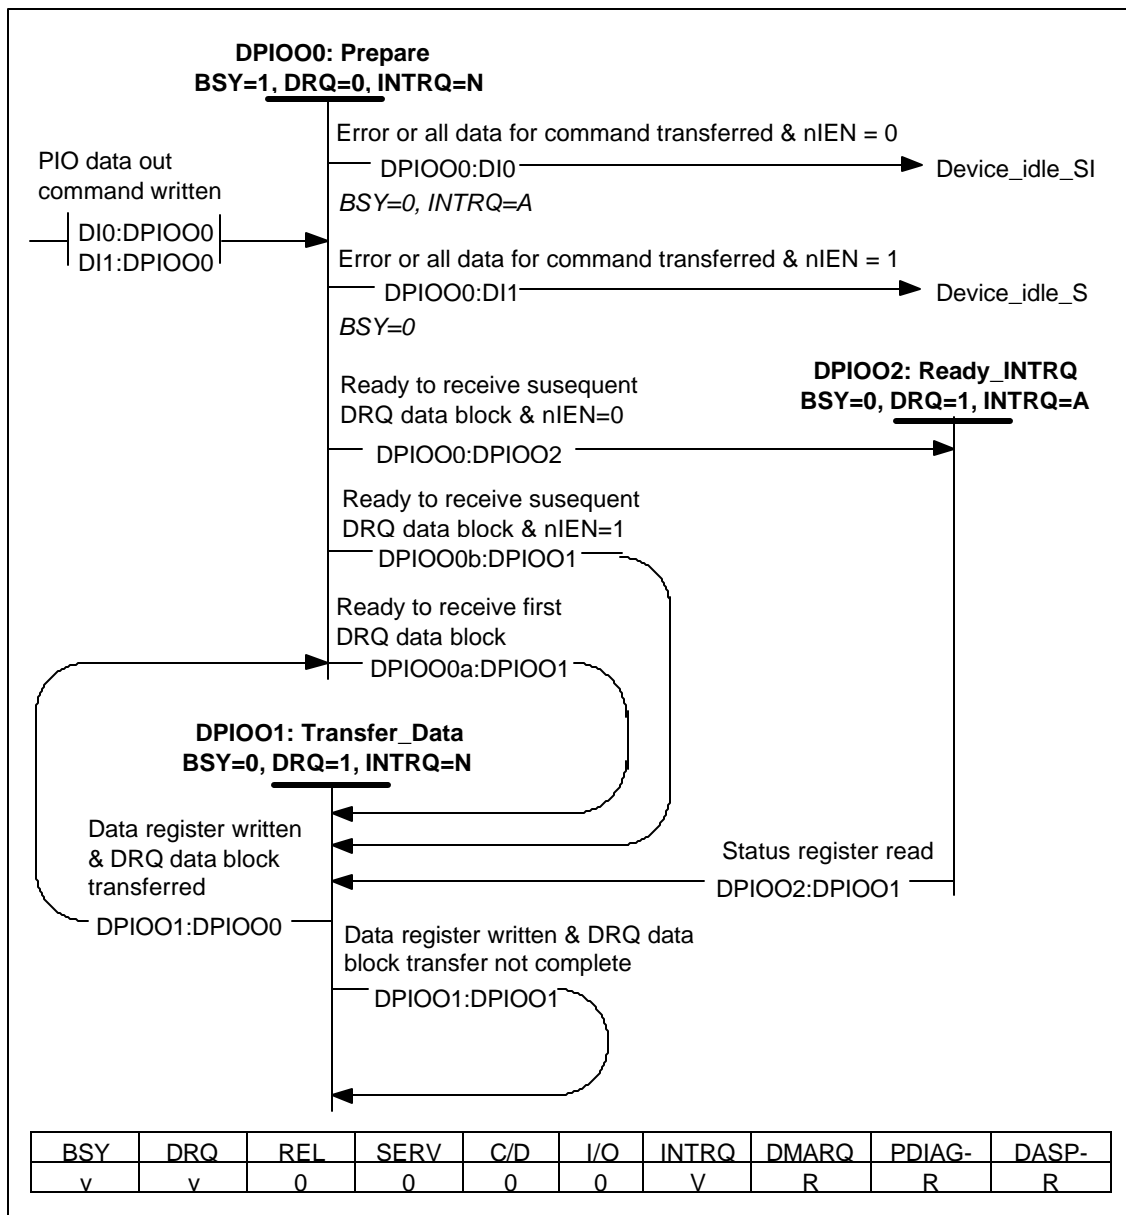 DPIOO0: Prepare
BSY=1, DRQ=0, INTRQ=N
Error or all data for command transferred & nIEN = 0
DPIOO0:DI0
Device_idle_SI
BSY=0, INTRQ=A
PIO data out
command written
DI0:DPIOO0
DI1:DPIOO0
Error or all data for command transferred & nIEN = 1
DPIOO0:DI1
Device_idle_S
BSY=0
DPIOO2: Ready_INTRQ
BSY=0, DRQ=1, INTRQ=A
Ready to receive susequent
DRQ data block & nIEN=0
DPIOO0:DPIOO2
Ready to receive susequent
DRQ data block & nIEN=1
DPIOO0b:DPIOO1
Ready to receive first
DRQ data block
DPIOO0a:DPIOO1
DPIOO1: Transfer_Data
BSY=0, DRQ=1, INTRQ=N
Data register written
& DRQ data block
transferred
DPIOO1:DPIOO0
Status register read
DPIOO2:DPIOO1
Data register written & DRQ data
block transfer not complete
DPIOO1:DPIOO1
BSY DRQ REL SERV C/D I/O INTRQ DMARQ PDIAG- DASP-
v v 0 0 0 0 V R R R